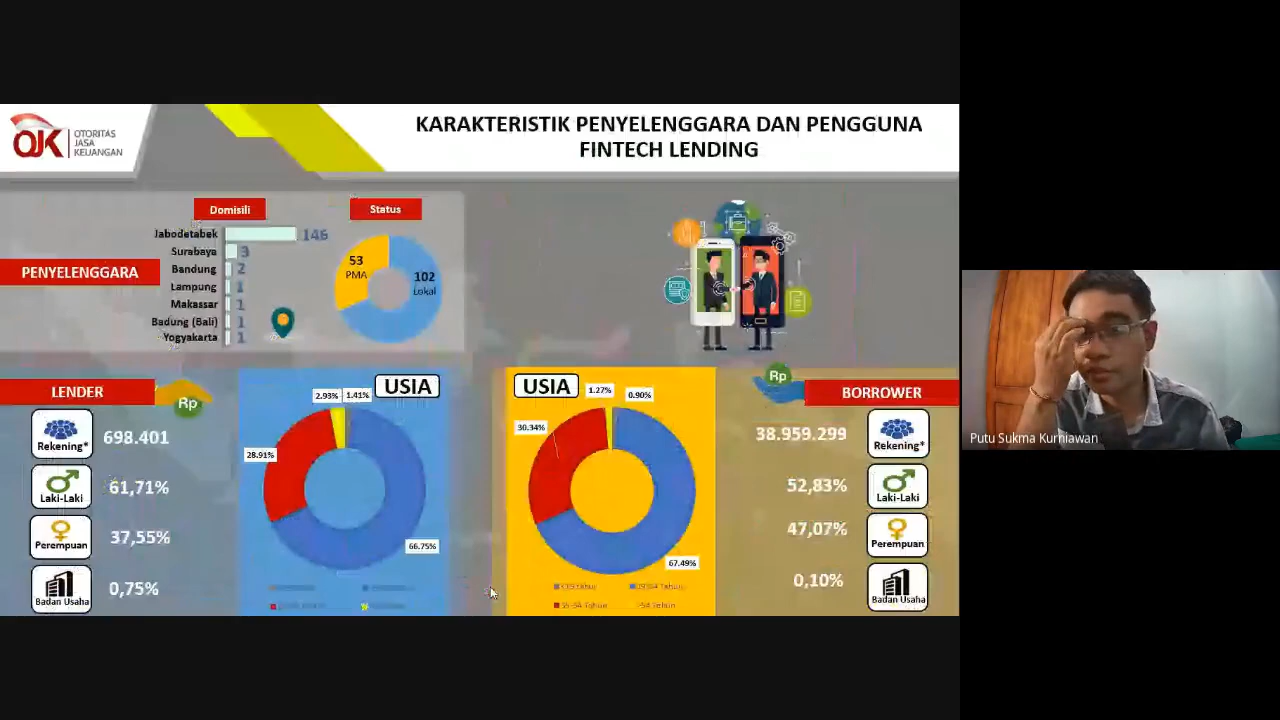 OJK
OTORITAS
JASA
KEUANGAN
KARAKTERISTIK PENYELENGGARA DAN PENGGUNA
FINTECH LENDING
PENYELENGGARA
Domisili
Jabodetabek 146
Surabaya 3
Bandung 2
Lampung 1
Makassar 1
Badung (Bali) 1
Yogyakarta 1
Status
53
PMA
102
Lokal
LENDER
Rp
Rekening* 698.401
Laki-Laki 61,71%
Perempuan 37,55%
Badan Usaha 0,75%
USIA
2.93%
1.41%
28.91%
66.75%
USIA
1.27%
0.90%
30.34%
67.49%
35-54 Tahun
Rp
BORROWER
38.959.299 Rekening*
52,83% Laki-Laki
47,07% Perempuan
0,10% Badan Usaha
Putu Sukma Kurniawan